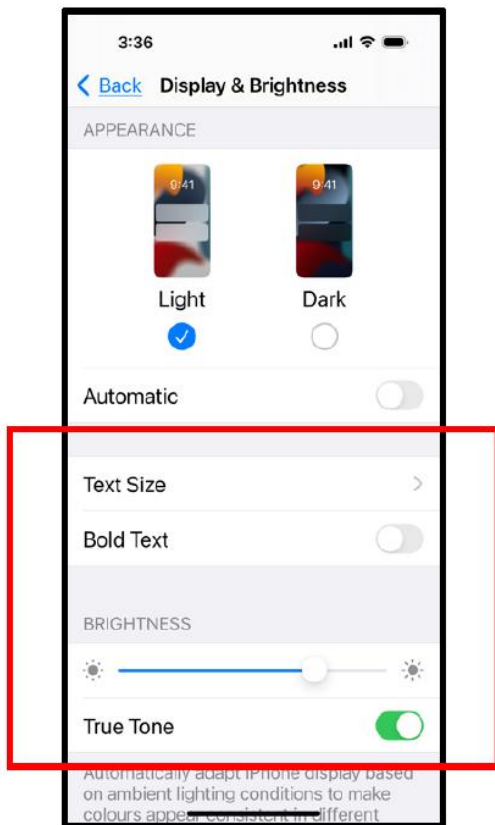 3:36
Back Display & Brightness
APPEARANCE
9:41 9:41
Light Dark
Automatic
Text Size
Bold Text
BRIGHTNESS
True Tone
Automatically adapt iPhone display based
on ambient lighting conditions to make
colours appear consistent in different